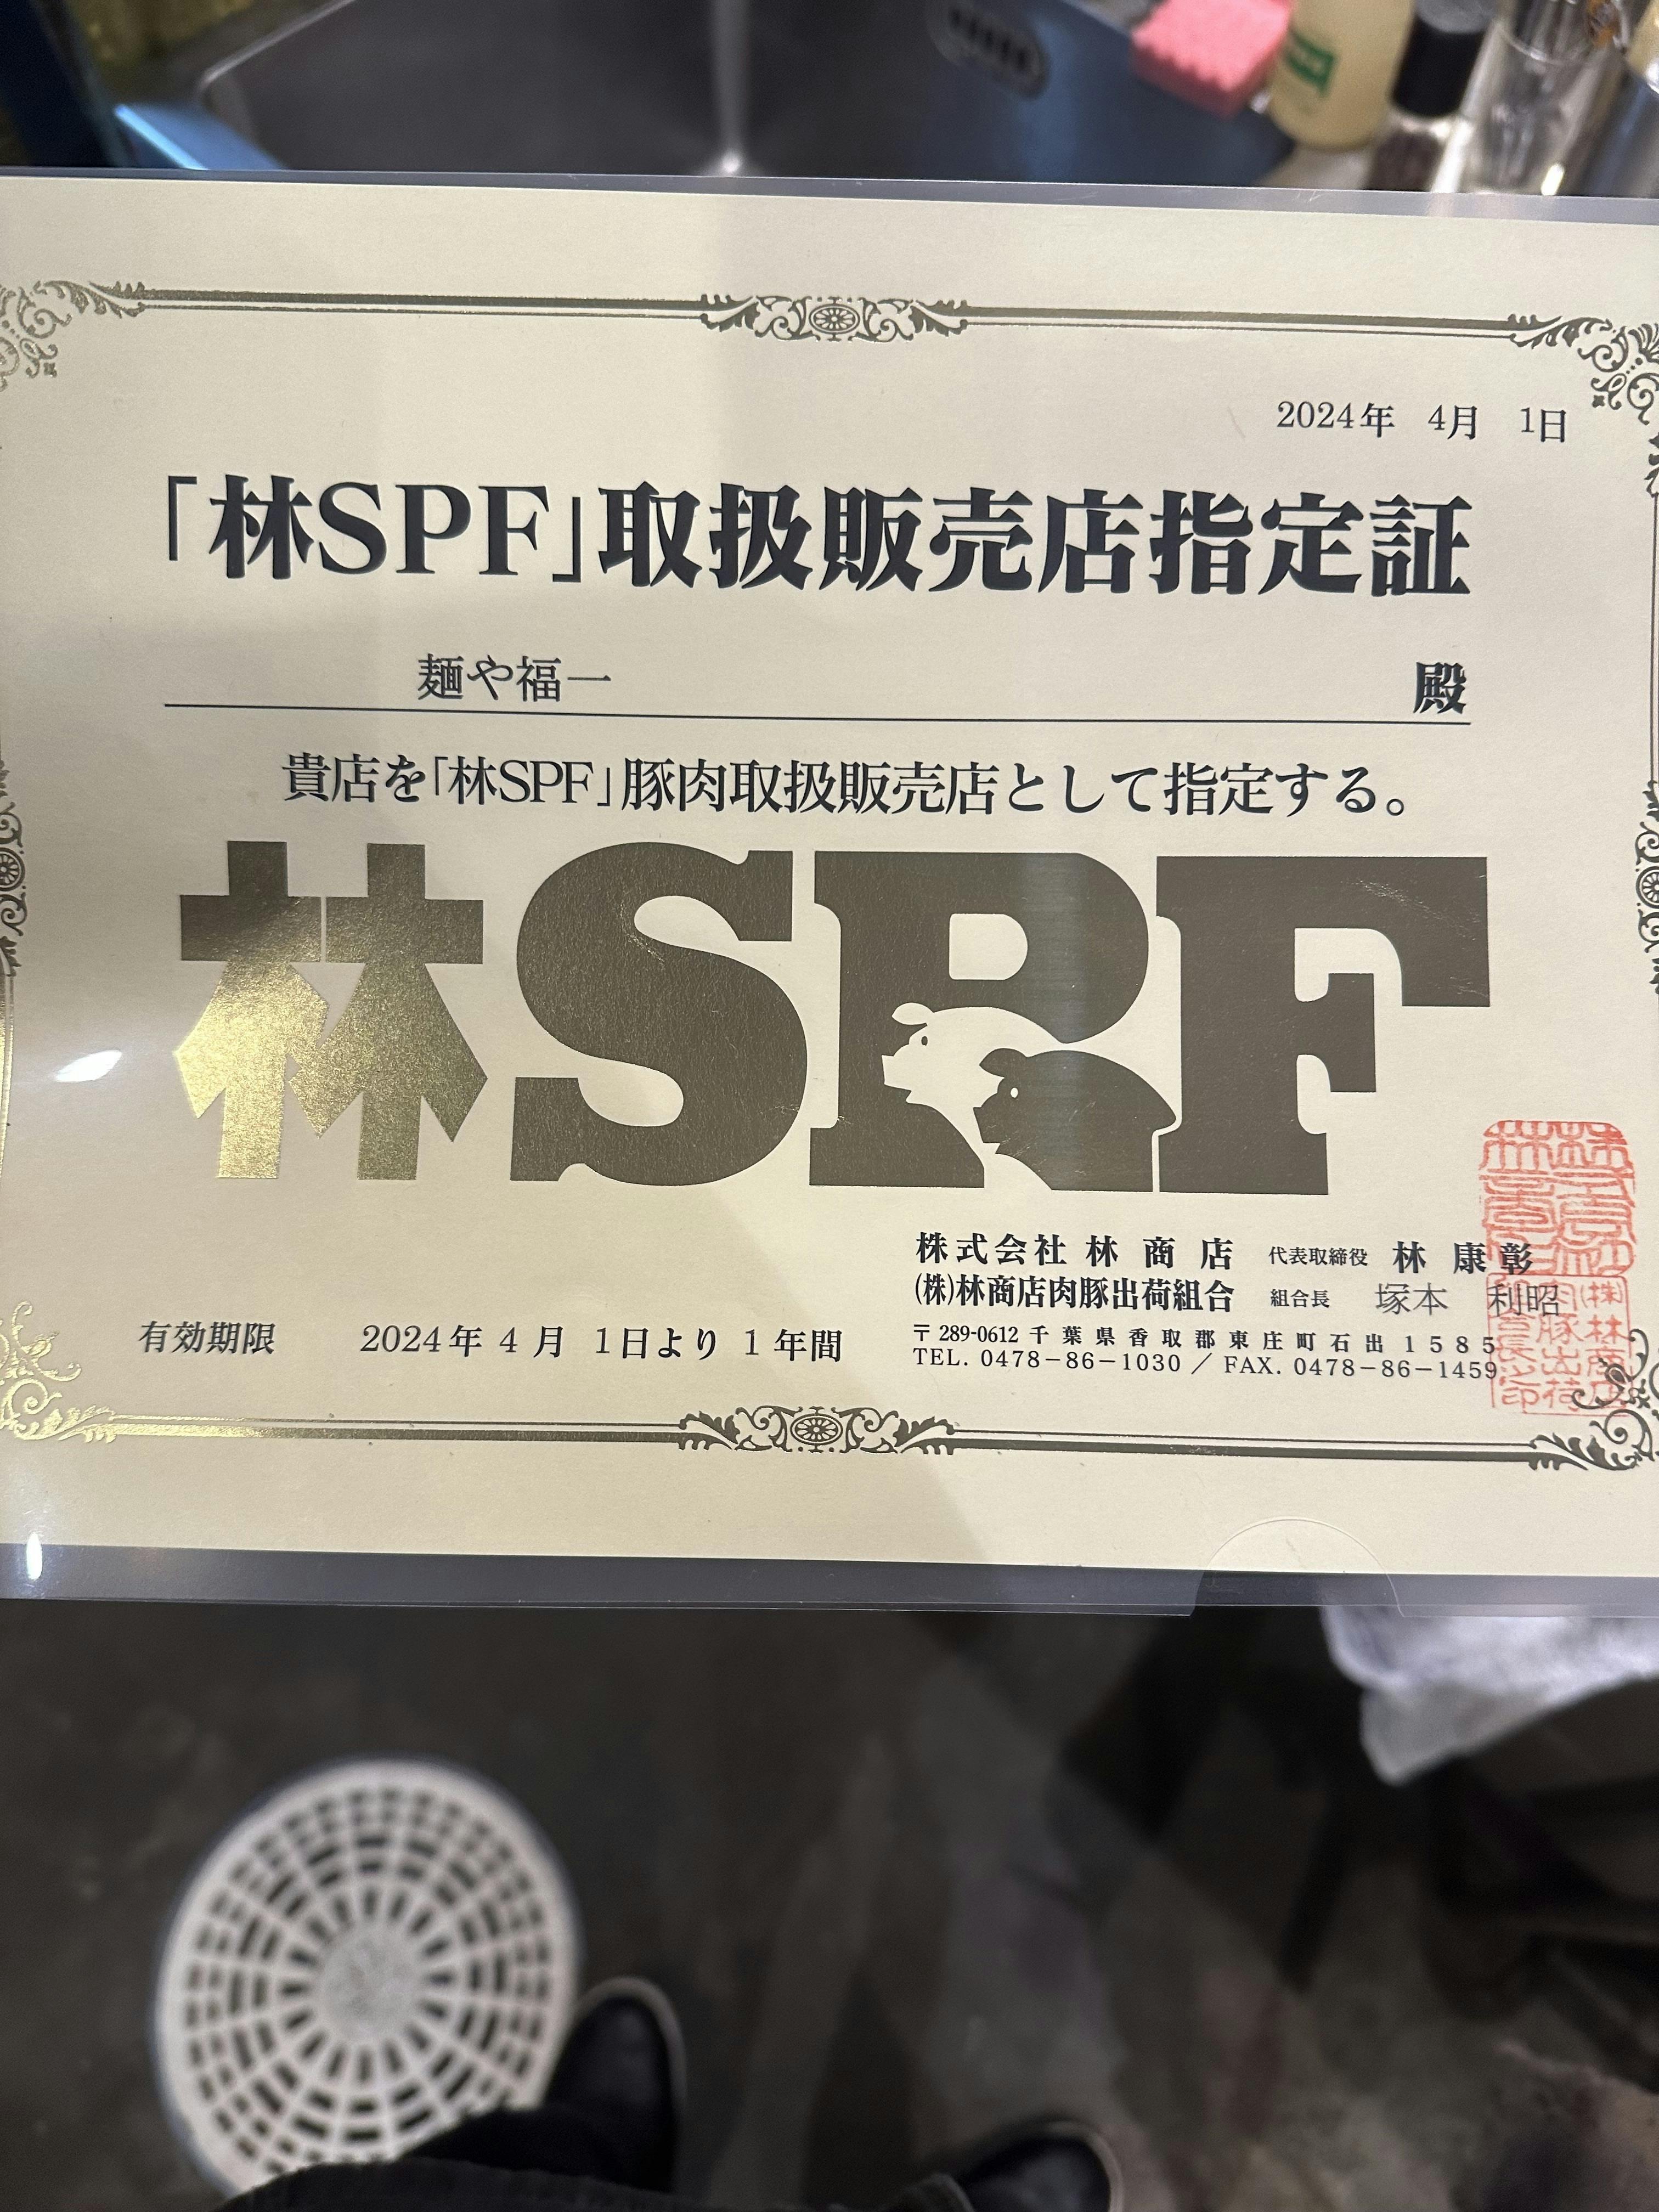 2024年 4月 1日
「林SPF」取扱販売店指定証
麺や福一 殿
貴店を「林SPF」豚肉取扱販売店として指定する。
林SPF
株式会社 林商店 代表取締役 林 康彰
(株)林商店肉豚出荷組合 組合長 塚本 利昭
〒289-0612 千葉県香取郡東庄町石出1585
TEL. 0478-86-1030 / FAX. 0478-86-1459
有効期限 2024年 4月 1日より 1年間